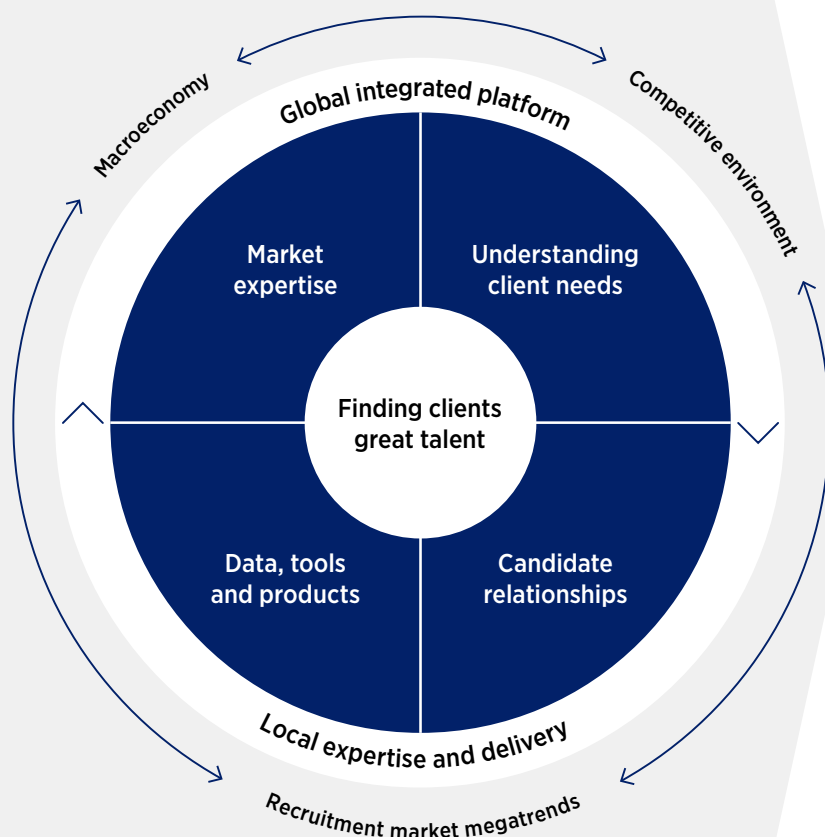 Macroeconomy
Competitive environment
Global integrated platform
Market
expertise
Understanding
client needs
Finding clients
great talent
Data, tools
and products
Candidate
relationships
Local expertise and delivery
Recruitment market megatrends